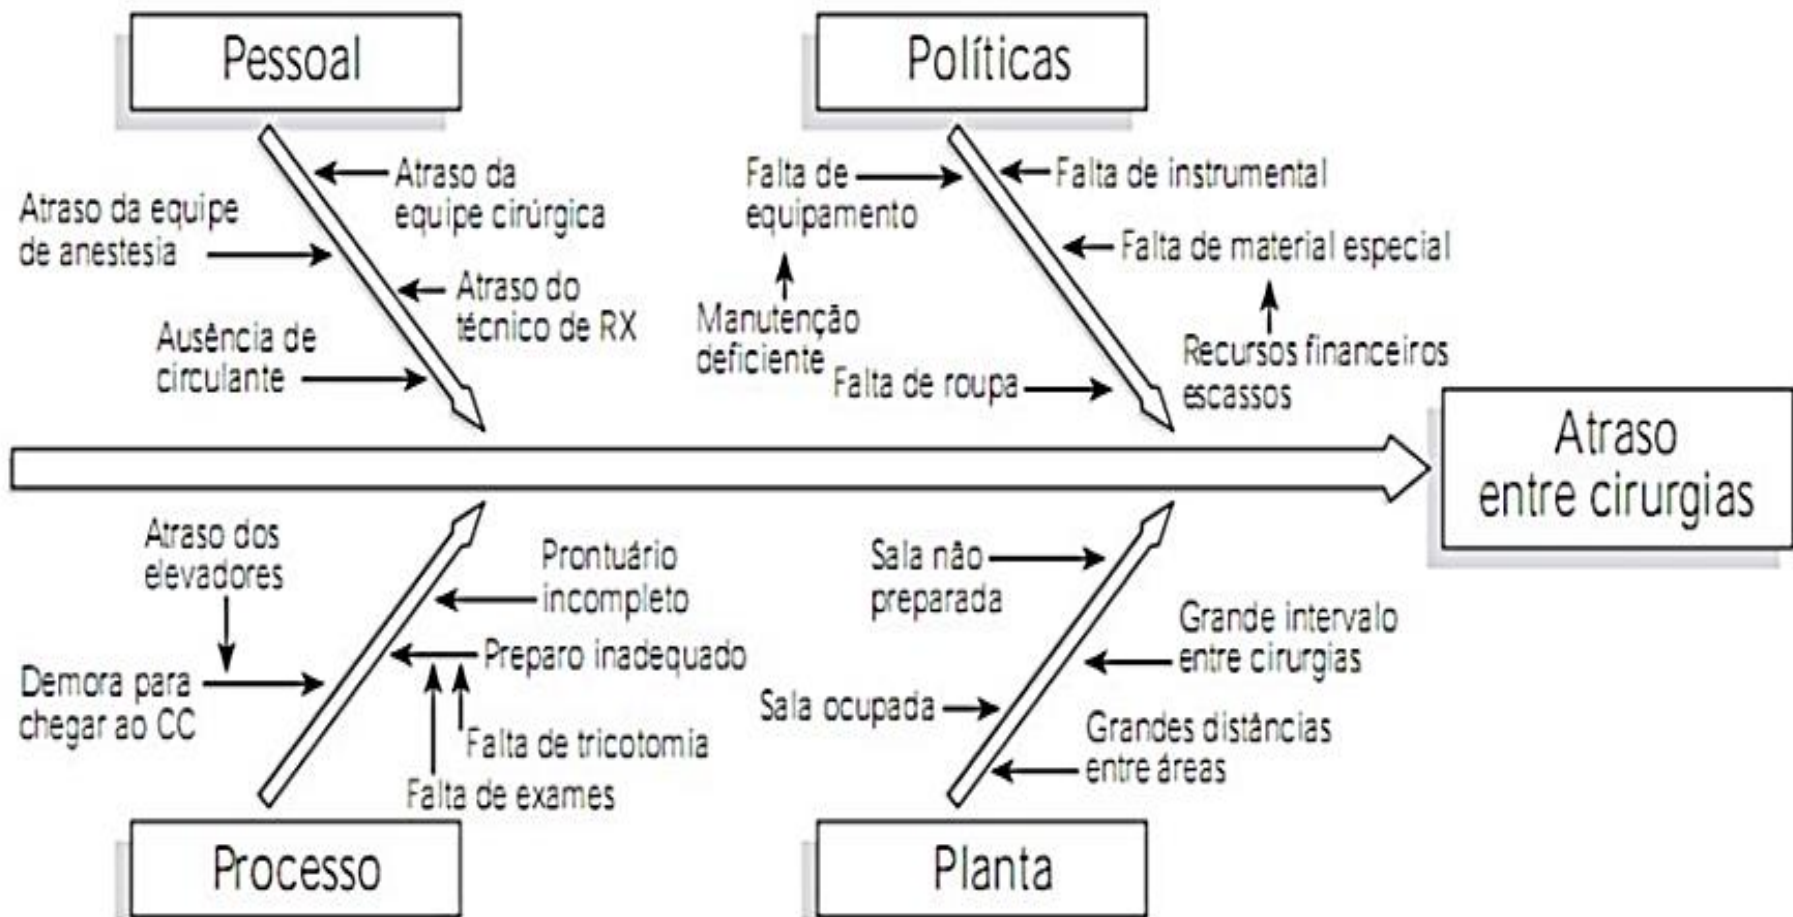 Pessoal
Políticas
Atraso da
equipe cirúrgica
Atraso da equipe
de anestesia
Atraso do
técnico de RX
Ausência de
circulante
Falta de
equipamento
Falta de instrumental
Falta de material especial
Manutenção
deficiente
Recursos financeiros
escassos
Falta de roupa
Atraso
entre cirurgias
Atraso dos
elevadores
Prontuário
incompleto
Preparo inadequado
Demora para
chegar ao CC
Falta de tricotomia
Falta de exames
Sala não
preparada
Grande intervalo
entre cirurgias
Sala ocupada
Grandes distâncias
entre áreas
Processo
Planta